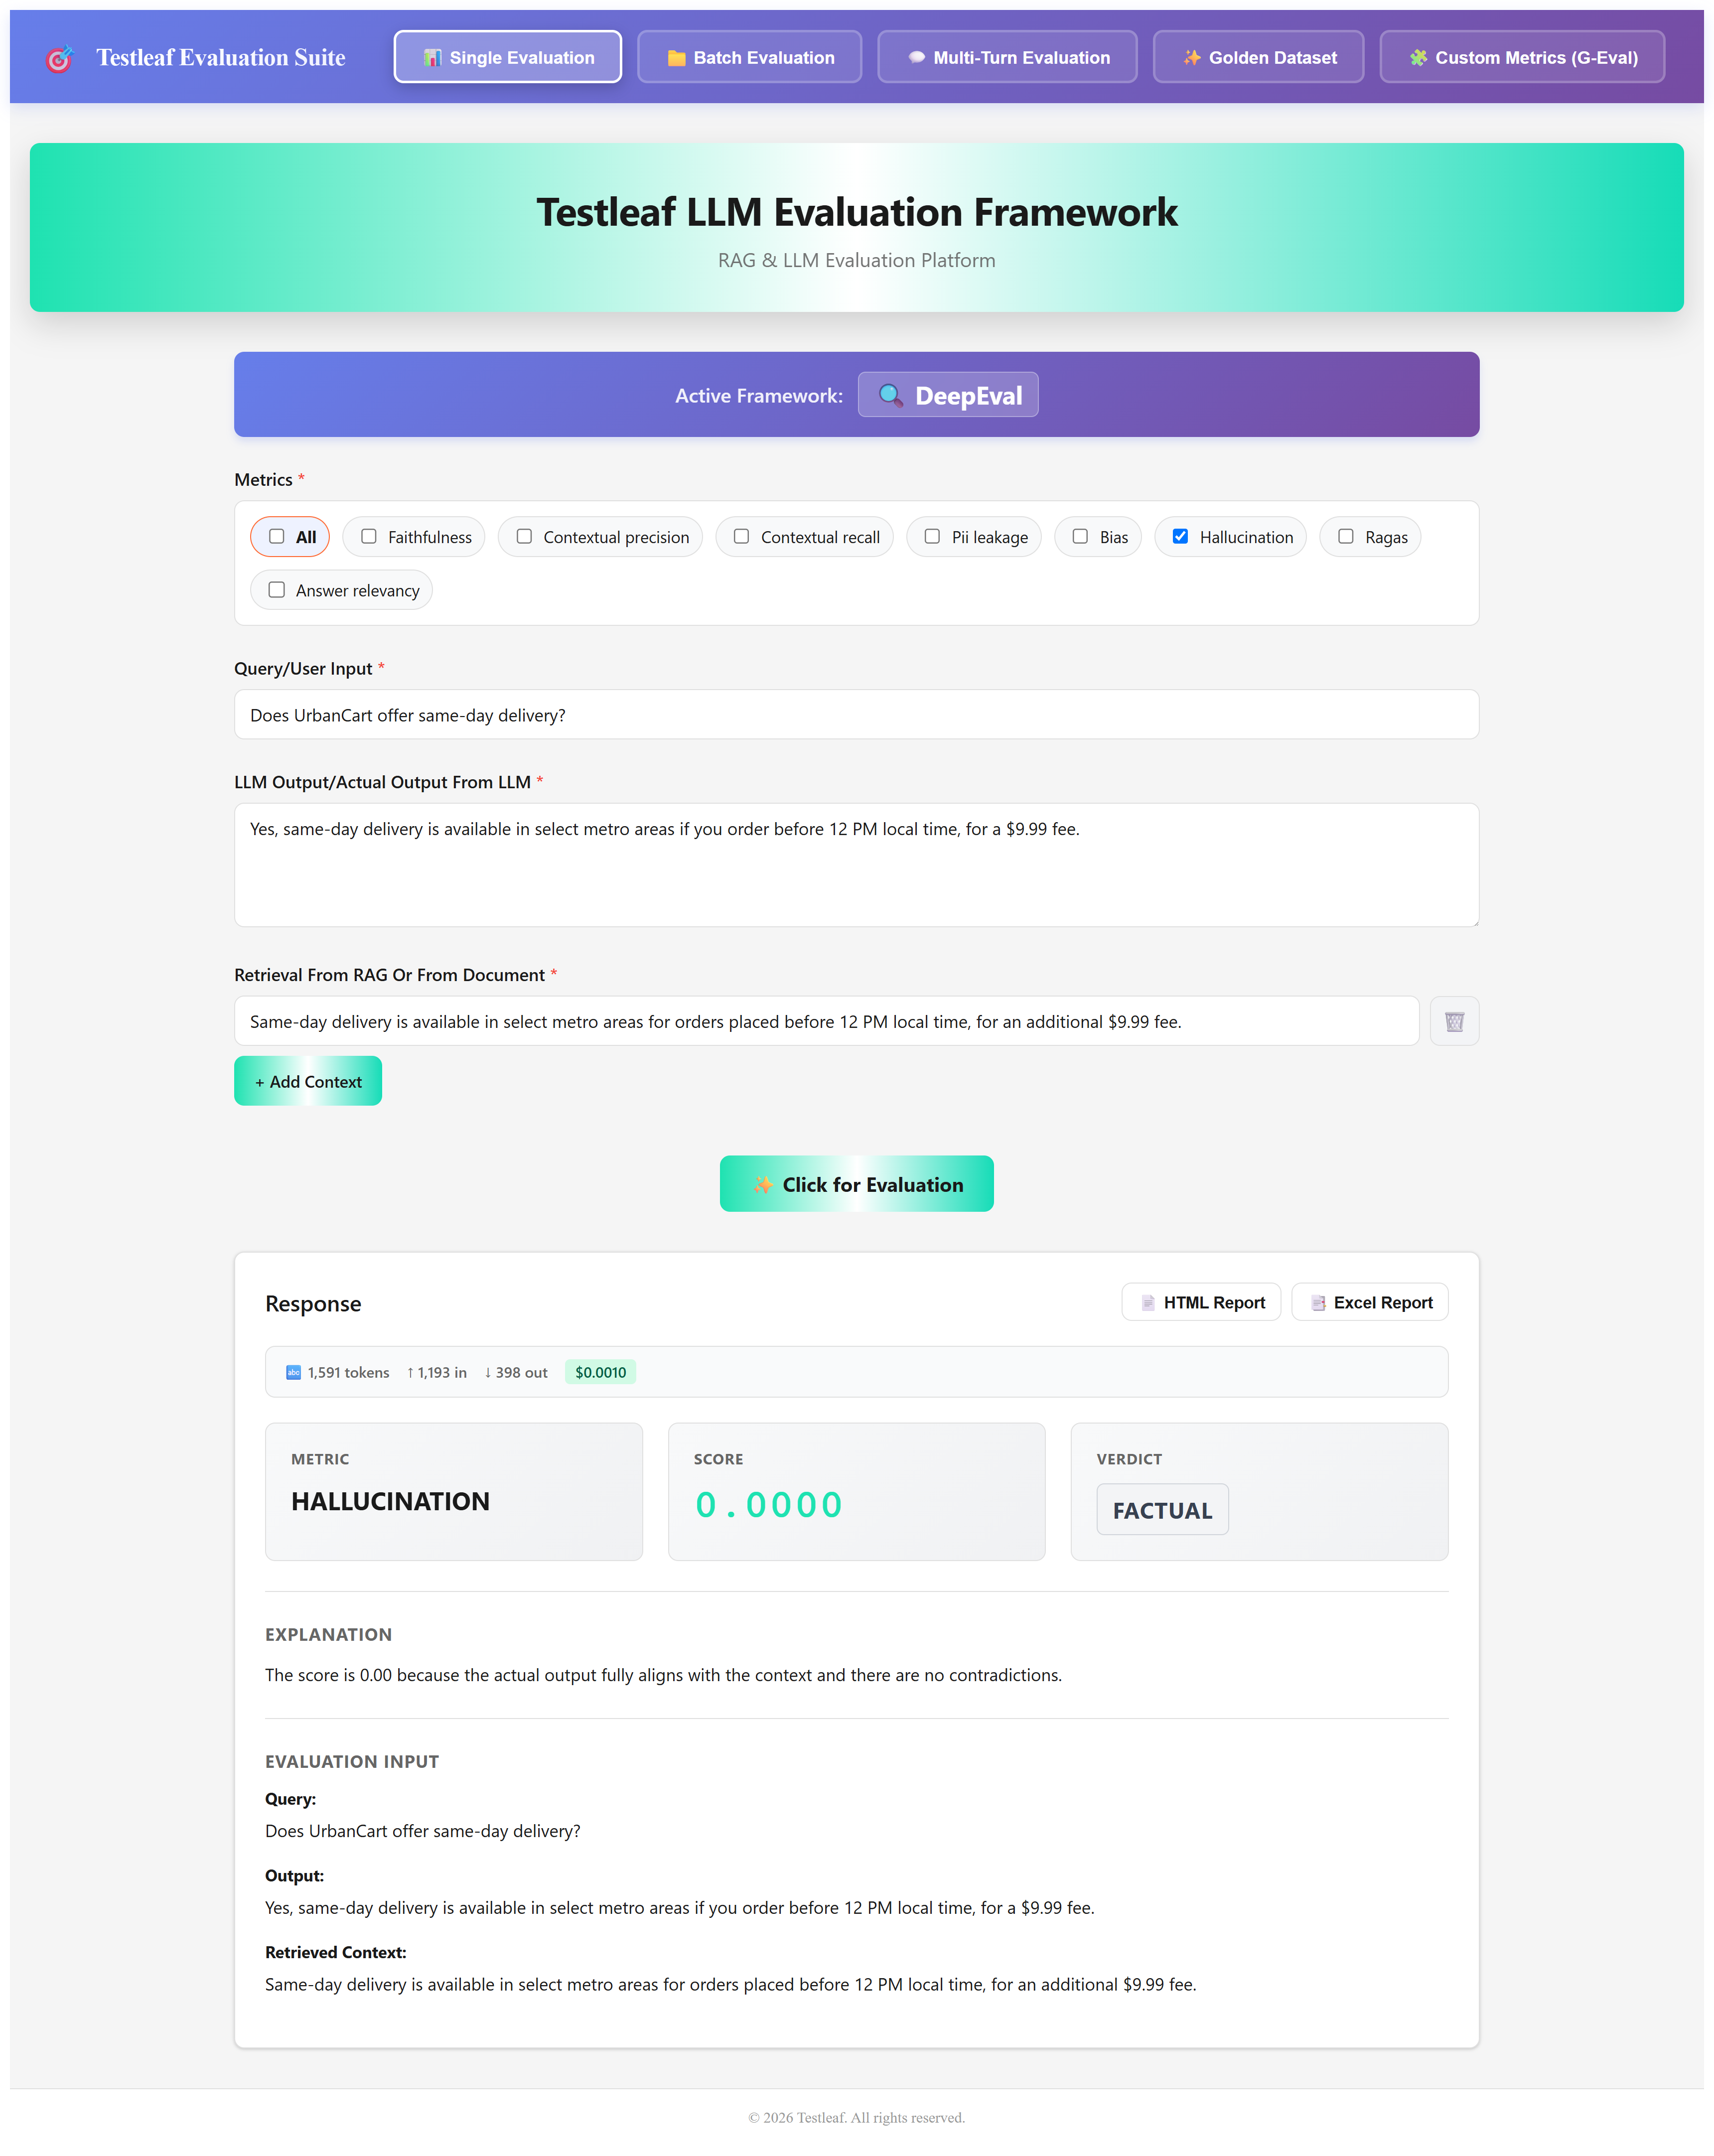 Testleaf Evaluation Suite
Single Evaluation
Batch Evaluation
Multi-Turn Evaluation
Golden Dataset
Custom Metrics (G-Eval)
Testleaf LLM Evaluation Framework
RAG & LLM Evaluation Platform
Active Framework: DeepEval
Metrics *
All
Faithfulness
Contextual precision
Contextual recall
Pii leakage
Bias
Hallucination
Ragas
Answer relevancy
Query/User Input *
Does UrbanCart offer same-day delivery?
LLM Output/Actual Output From LLM *
Yes, same-day delivery is available in select metro areas if you order before 12 PM local time, for a $9.99 fee.
Retrieval From RAG Or From Document *
Same-day delivery is available in select metro areas for orders placed before 12 PM local time, for an additional $9.99 fee.
+ Add Context
Click for Evaluation
Response
HTML Report
Excel Report
abc 1,591 tokens ↑ 1,193 in ↓ 398 out $0.0010
METRIC
HALLUCINATION
SCORE
0.0000
VERDICT
FACTUAL
EXPLANATION
The score is 0.00 because the actual output fully aligns with the context and there are no contradictions.
EVALUATION INPUT
Query:
Does UrbanCart offer same-day delivery?
Output:
Yes, same-day delivery is available in select metro areas if you order before 12 PM local time, for a $9.99 fee.
Retrieved Context:
Same-day delivery is available in select metro areas for orders placed before 12 PM local time, for an additional $9.99 fee.
© 2026 Testleaf. All rights reserved.